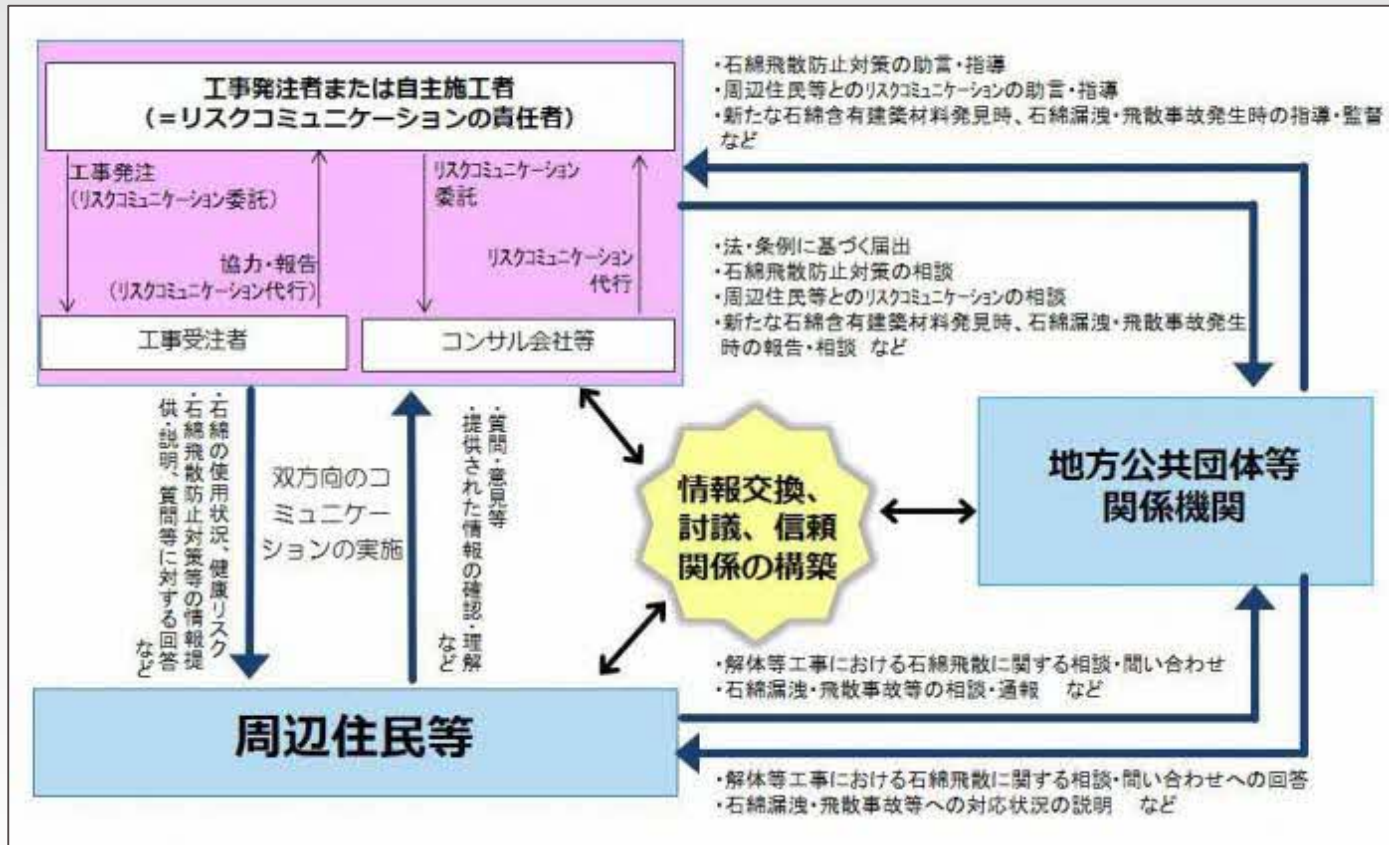 工事発注者または自主施工者
(=リスクコミュニケーションの責任者)
工事発注
(リスクコミュニケーション委託)
協力・報告
(リスクコミュニケーション代行)
リスクコミュニケーション
委託
リスクコミュニケーション
代行
工事受注者
コンサル会社等
・石綿飛散防止対策の助言・指導
・周辺住民等とのリスクコミュニケーションの助言・指導
・新たな石綿含有建築材料発見時、石綿漏洩・飛散事故発生時の指導・監督
など
・法・条例に基づく届出
・石綿飛散防止対策の相談
・周辺住民等とのリスクコミュニケーションの相談
・新たな石綿含有建築材料発見時、石綿漏洩・飛散事故発生
時の報告・相談 など
・石綿の使用状況、健康リスク
・石綿飛散防止対策等の情報提
供・説明、質問等に対する回答
など
双方向のコ
ミュニケー
ションの実施
・質問・意見等
・提供された情報の確認・理解
など
情報交換、
討議、信頼
関係の構築
地方公共団体等
関係機関
周辺住民等
・解体等工事における石綿飛散に関する相談・問い合わせ
・石綿漏洩・飛散事故等の相談・通報 など
・解体等工事における石綿飛散に関する相談・問い合わせへの回答
・石綿漏洩・飛散事故等への対応状況の説明 など